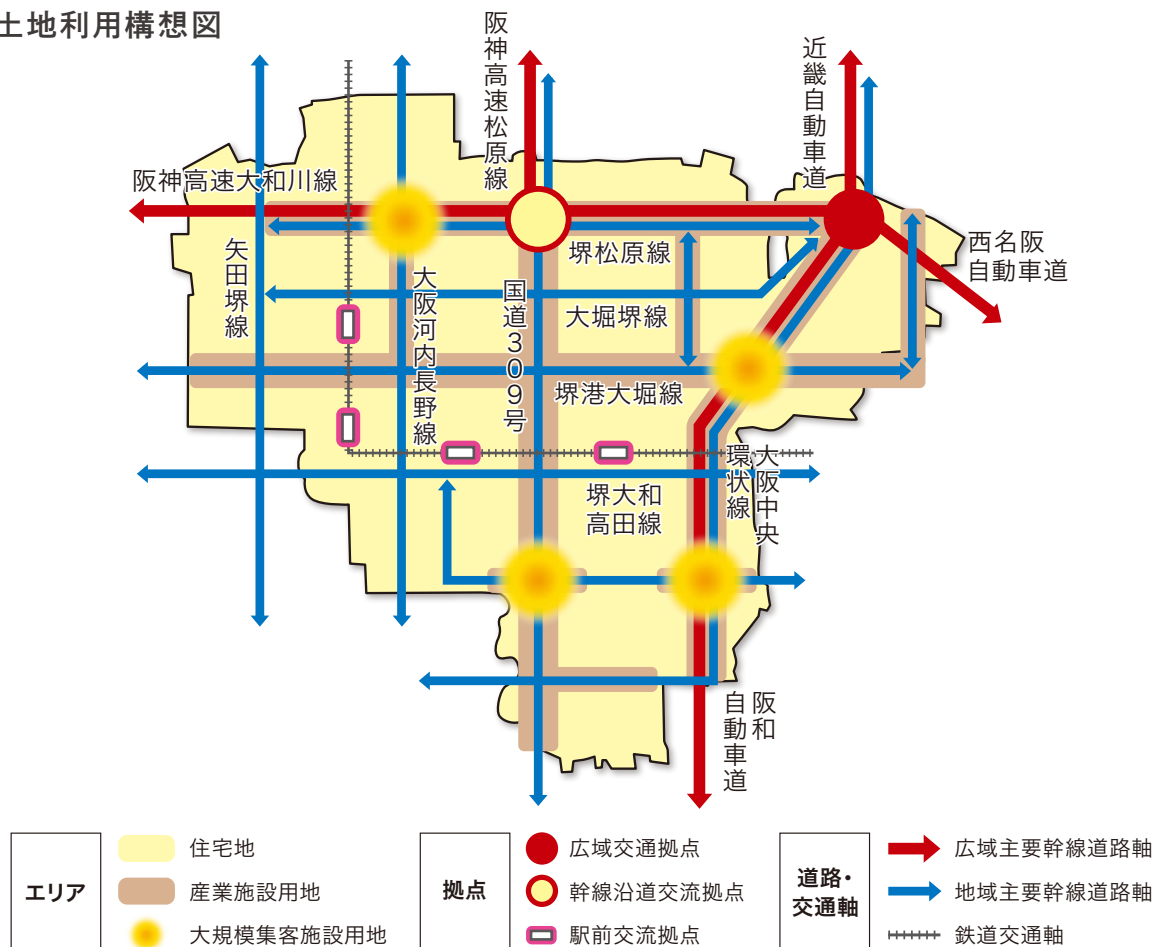 土地利用構想図
阪神高速松原線
近畿自動車道
阪神高速大和川線
西名阪
自動車道
矢田堺線
大阪河内長野線
国道309号
堺松原線
大堀堺線
堺港大堀線
大阪中央
環状線
堺大和
高田線
阪和
自動車道
エリア
住宅地
産業施設用地
大規模集客施設用地
拠点
広域交通拠点
幹線沿道交流拠点
駅前交流拠点
道路・
交通軸
広域主要幹線道路軸
地域主要幹線道路軸
鉄道交通軸